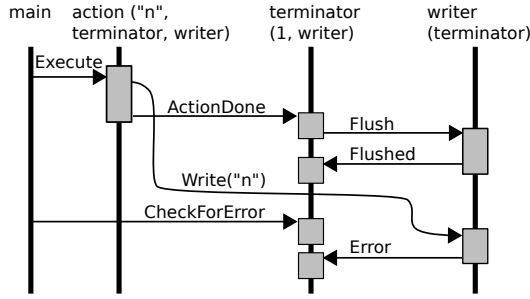 main
action ("n",
terminator, writer)
terminator
(1, writer)
writer
(terminator)
Execute
ActionDone
Flush
Flushed
Write("n")
CheckForError
Error